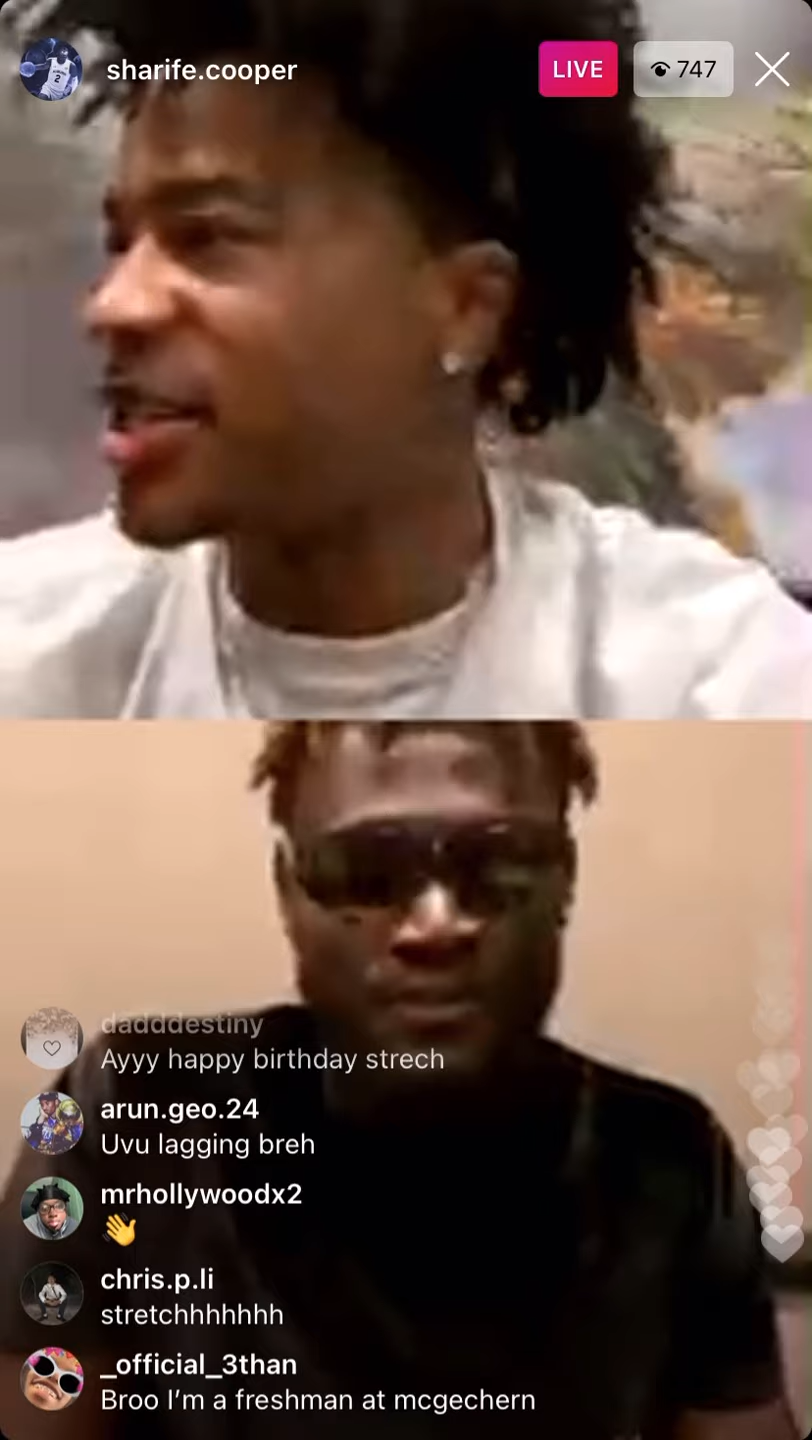 sharife.cooper
LIVE
747
dadddestiny
Ayyy happy birthday strech
arun.geo.24
Uvu lagging breh
mrhollywoodx2
👋
chris.p.li
stretchhhhhhh
_official_3than
Broo I’m a freshman at mcgechern